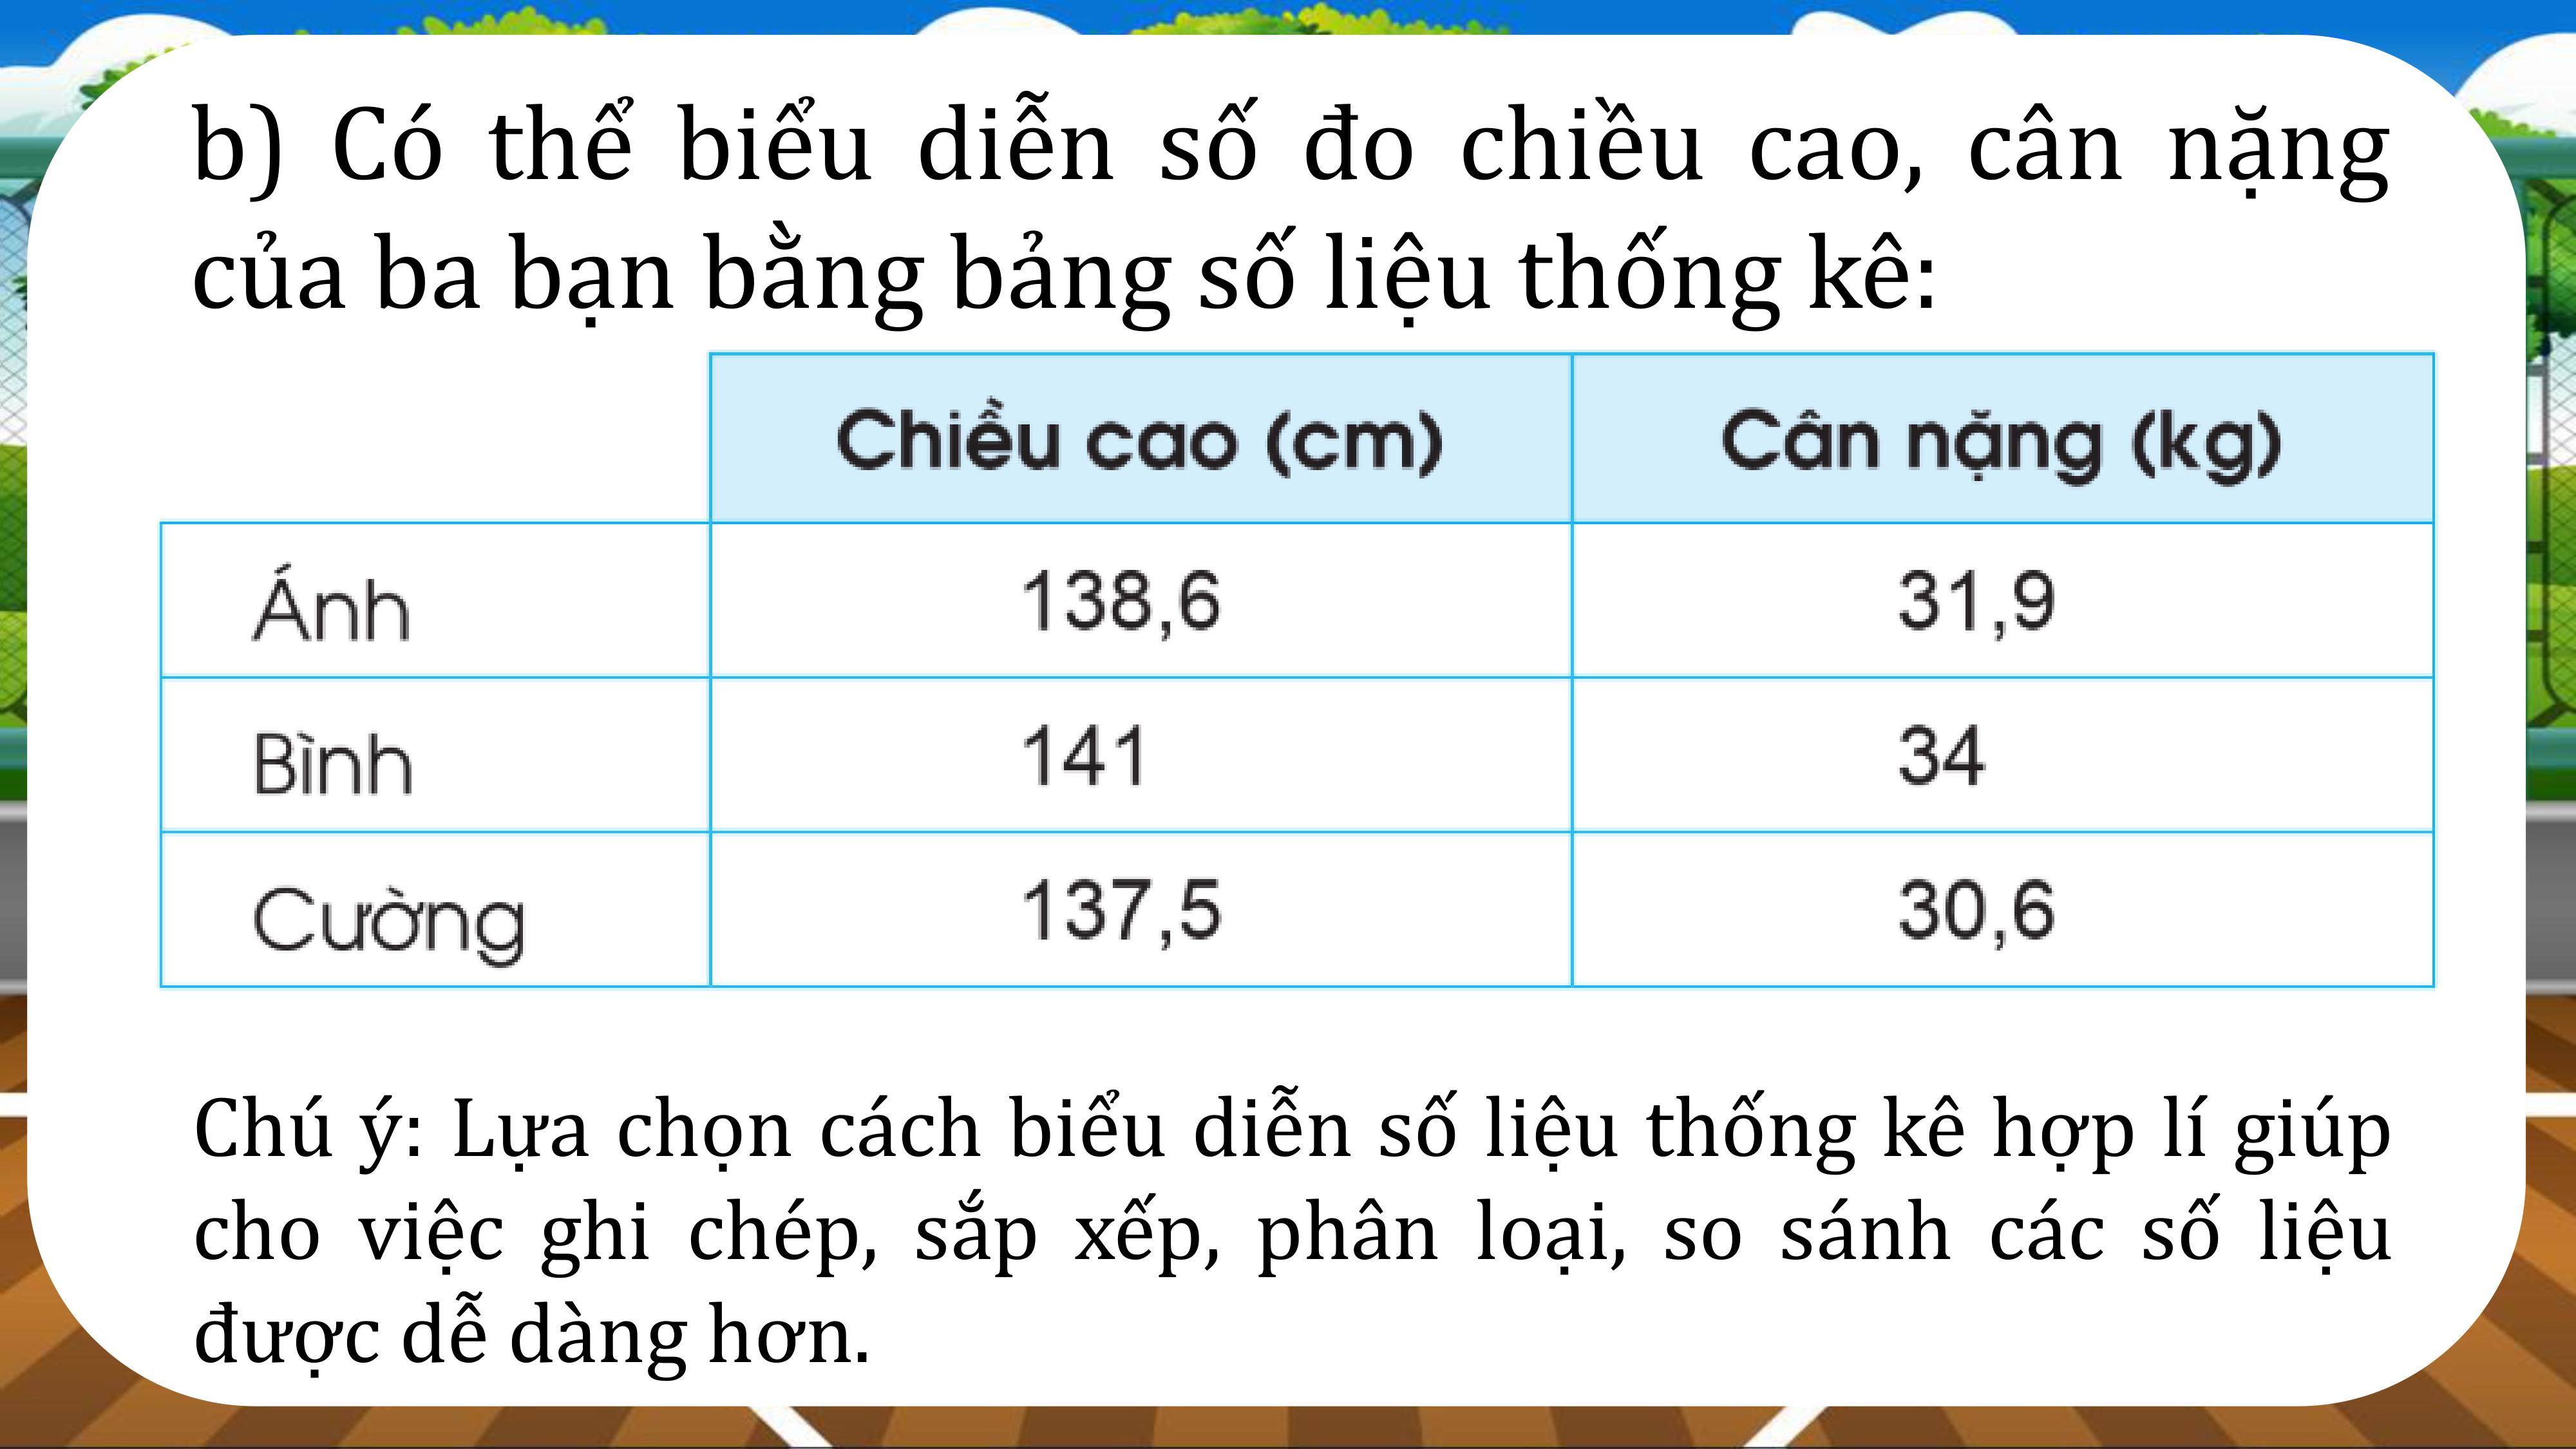 b) Có thể biểu diễn số đo chiều cao, cân nặng
của ba bạn bằng bảng số liệu thống kê:
Chiều cao (cm) Cân nặng (kg)
Ánh 138,6 31,9
Bình 141 34
Cường 137,5 30,6
Chú ý: Lựa chọn cách biểu diễn số liệu thống kê hợp lí giúp
cho việc ghi chép, sắp xếp, phân loại, so sánh các số liệu
được dễ dàng hơn.